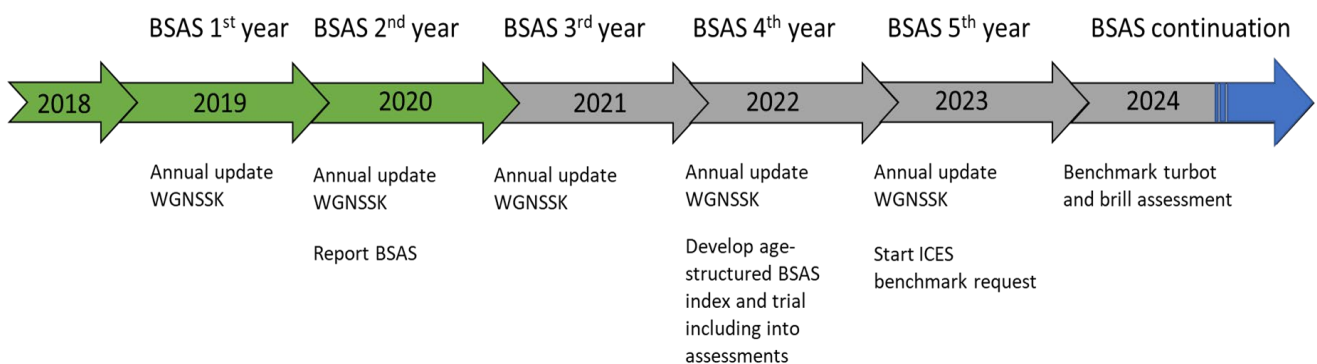 BSAS 1st year BSAS 2nd year BSAS 3rd year BSAS 4th year BSAS 5th year BSAS continuation
2018 2019 2020 2021 2022 2023 2024
Annual update
WGNSSK
Annual update
WGNSSK
Report BSAS
Annual update
WGNSSK
Annual update
WGNSSK
Develop age-
structured BSAS
index and trial
including into
assessments
Annual update
WGNSSK
Start ICES
benchmark request
Benchmark turbot
and brill assessment